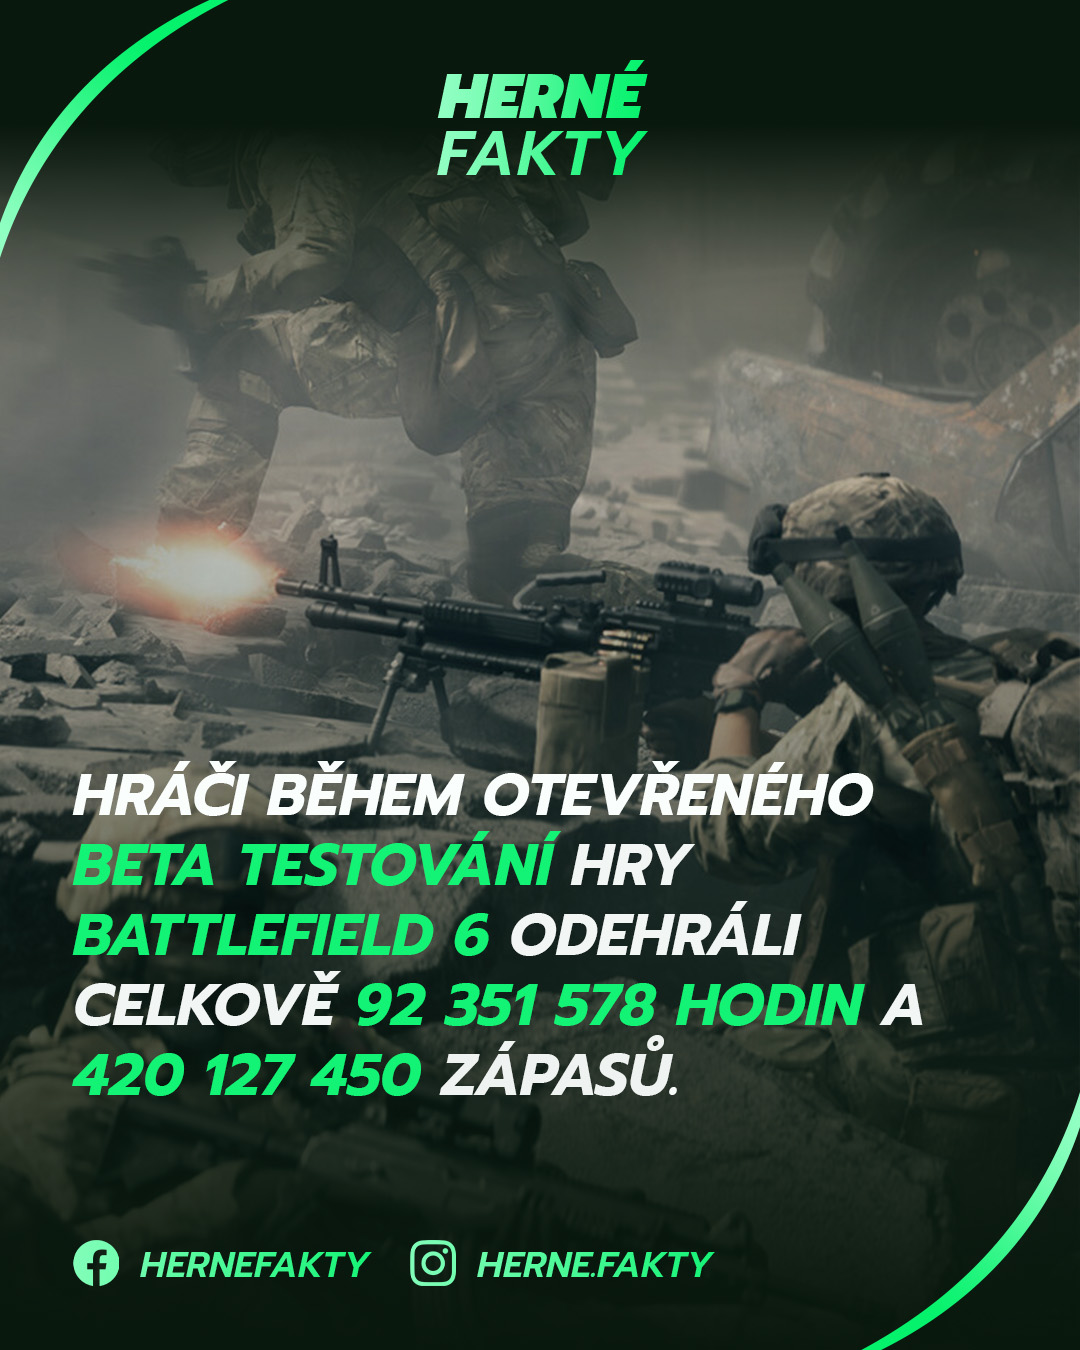 HERNÉ
FAKTY
HRÁČI BĚHEM OTEVŘENÉHO
BETA TESTOVÁNÍ HRY
BATTLEFIELD 6 ODEHRÁLI
CELKOVĚ 92 351 578 HODIN A
420 127 450 ZÁPASŮ.
HERNEFAKTY HERNE.FAKTY